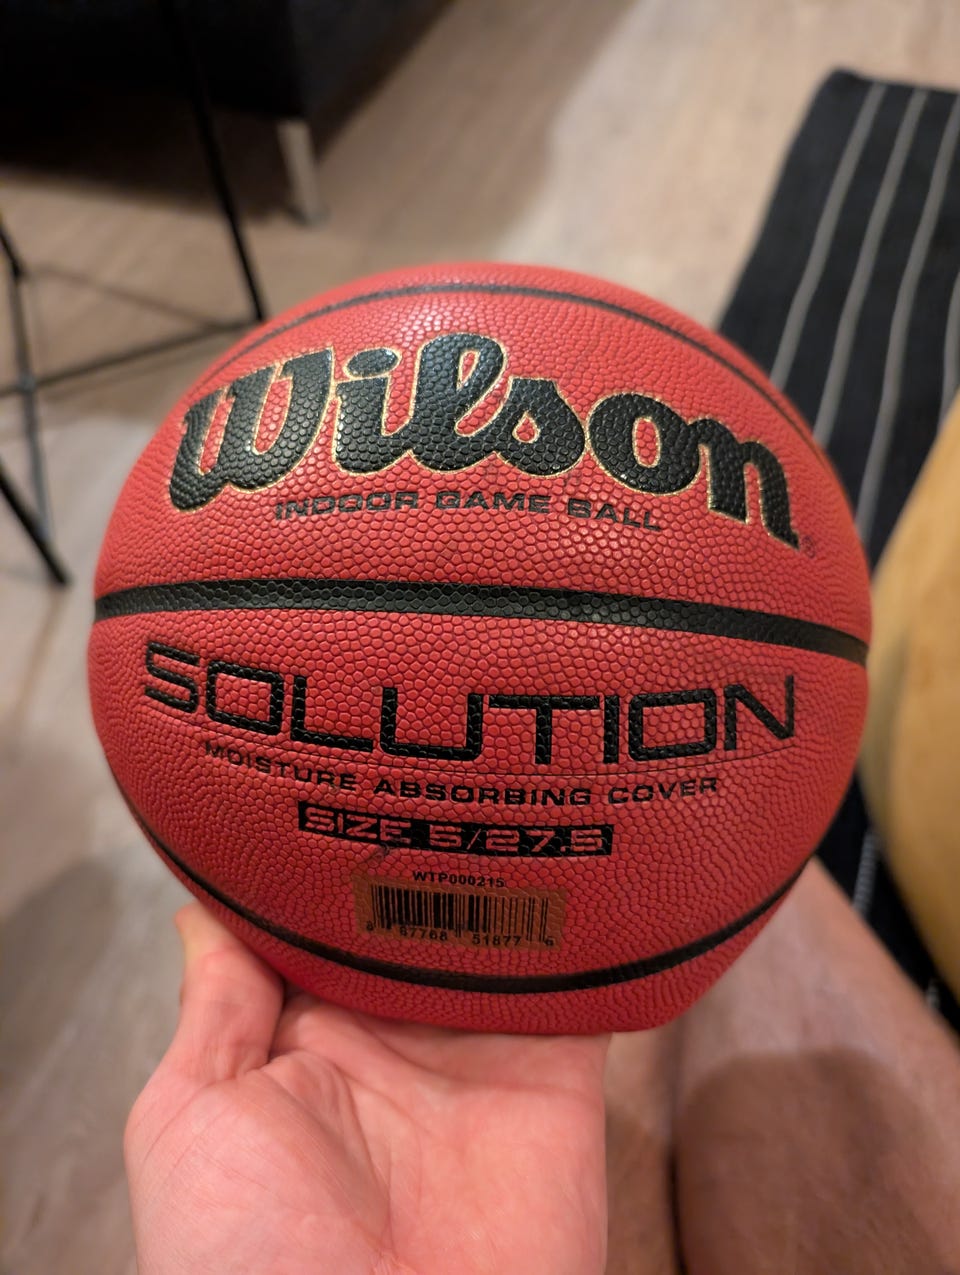 Wilson®
INDOOR GAME BALL
SOLUTION
MOISTURE ABSORBING COVER
SIZE 5/27.5
WTP000215
8 87768 51877 6